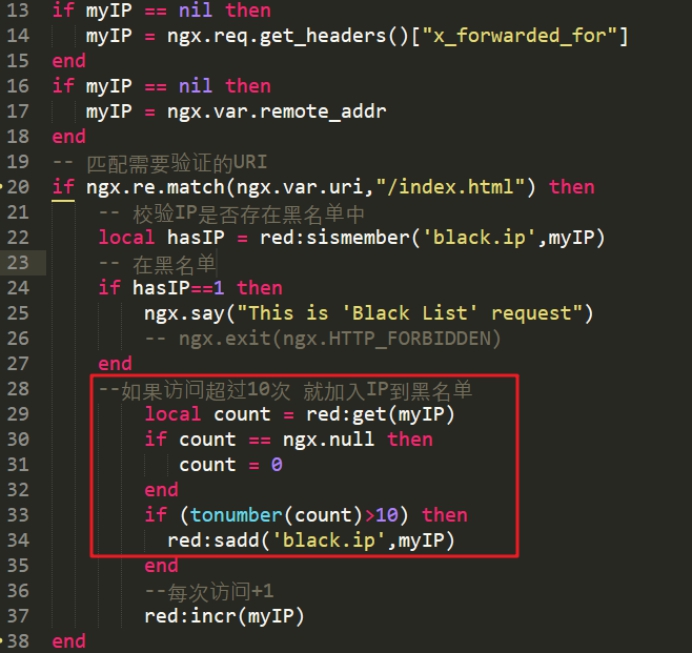 13 if myIP == nil then
14 myIP = ngx.req.get_headers()["x_forwarded_for"]
15 end
16 if myIP == nil then
17 myIP = ngx.var.remote_addr
18 end
19 -- 匹配需要验证的URI
20 if ngx.re.match(ngx.var.uri,"/index.html") then
21 -- 校验IP是否存在黑名单中
22 local hasIP = red:sismember('black.ip',myIP)
23 -- 在黑名单
24 if hasIP==1 then
25 ngx.say("This is 'Black List' request")
26 -- ngx.exit(ngx.HTTP_FORBIDDEN)
27 end
28 --如果访问超过10次 就加入IP到黑名单
29 local count = red:get(myIP)
30 if count == ngx.null then
31 count = 0
32 end
33 if (tonumber(count)>10) then
34 red:sadd('black.ip',myIP)
35 end
36 --每次访问+1
37 red:incr(myIP)
38 end